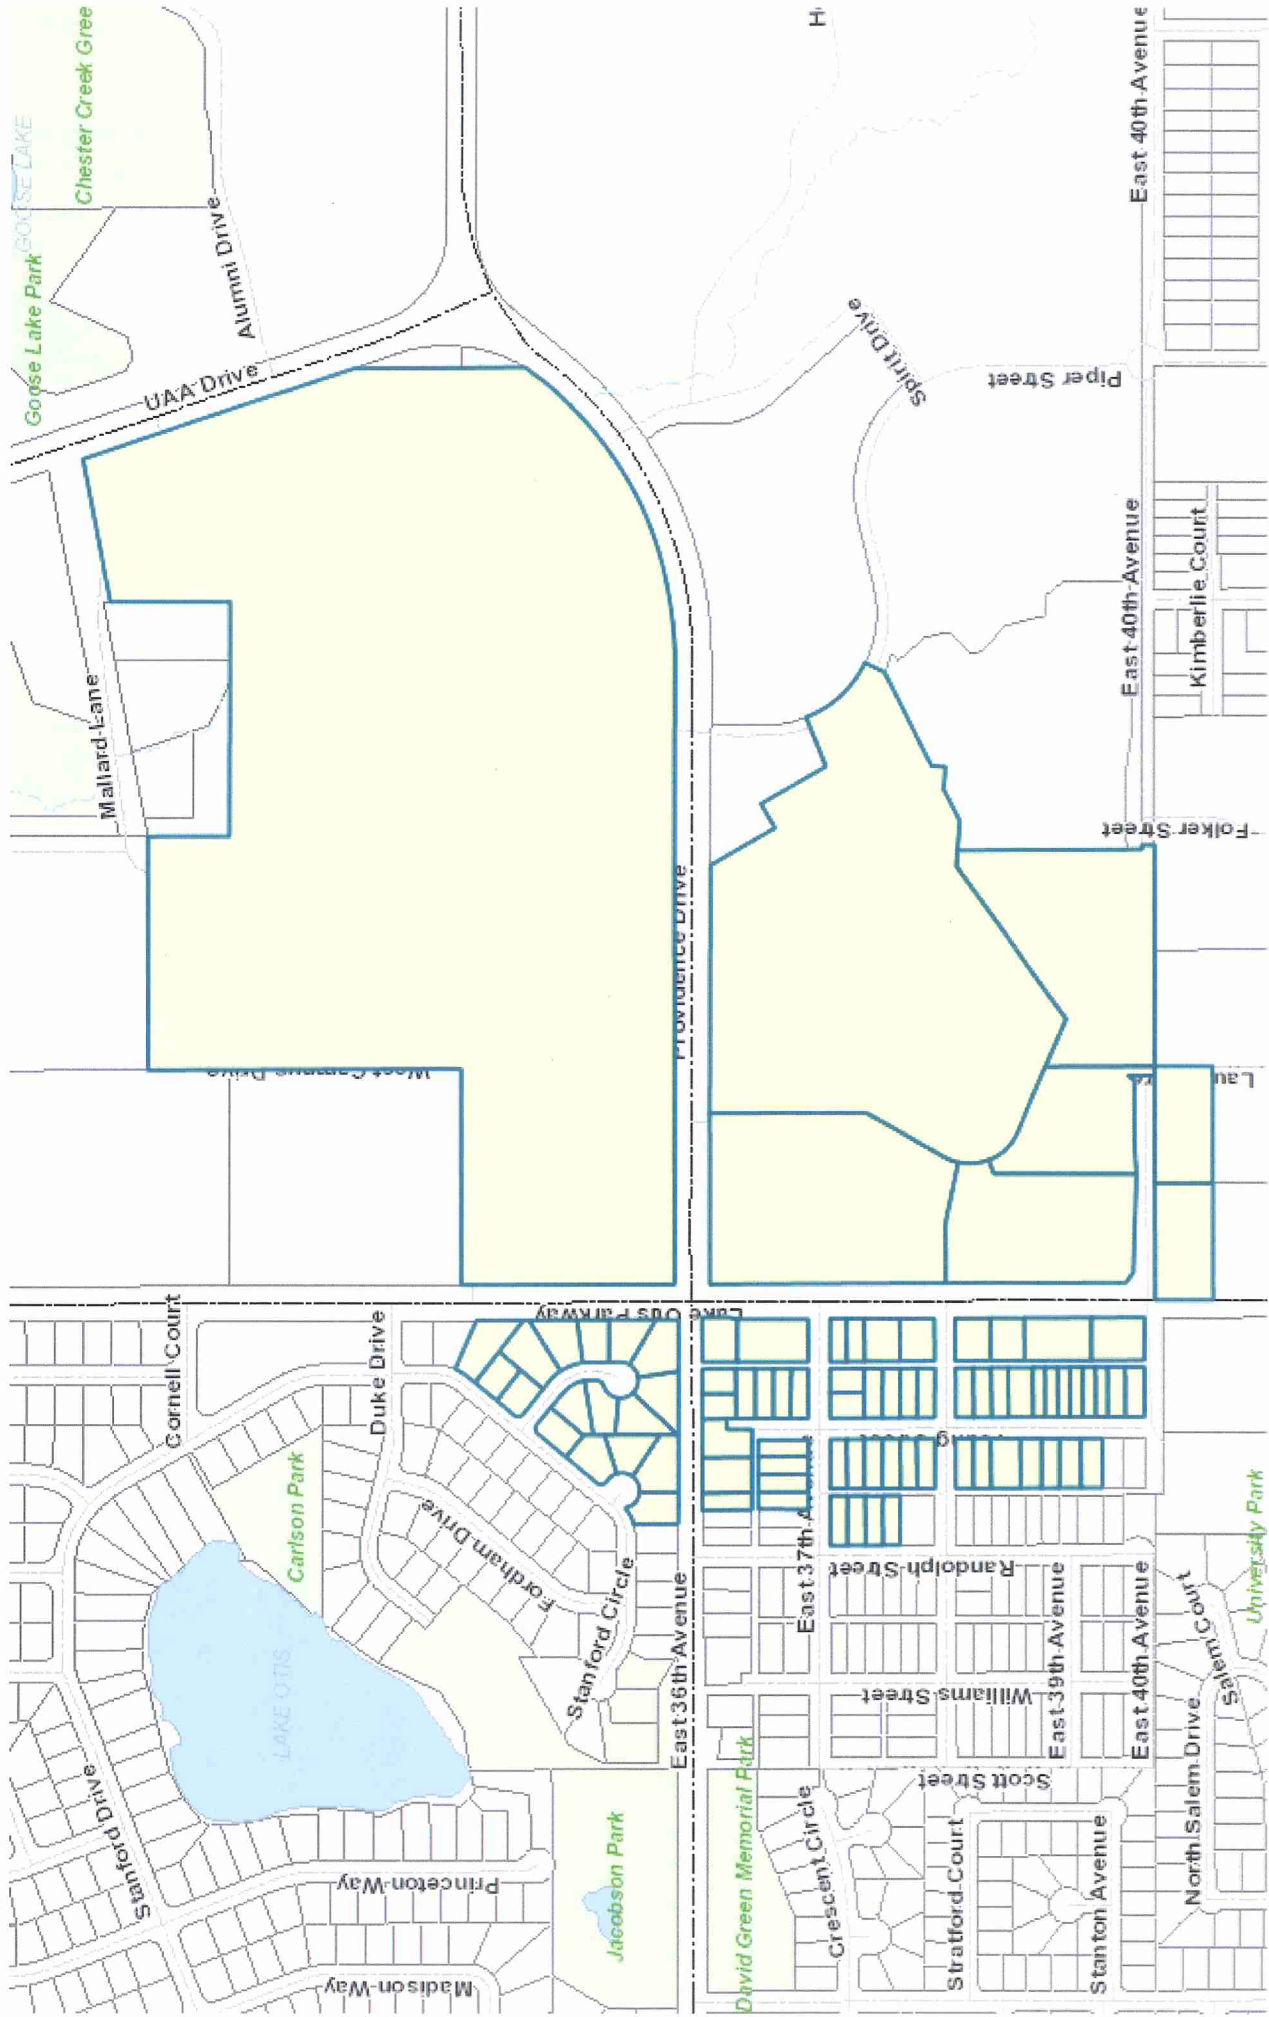 GOOSE LAKE
Goose Lake Park
Chester Creek Gree
Alumni Drive
UAA Drive
Mallard Lane
H
East 40th Avenue
Spirit Drive
Piper Street
East 40th Avenue
Kimberlie Court
Folker Street
Providence Drive
West Campus Drive
Lau
Lake Otis Parkway
Cornell Court
Duke Drive
Carlson Park
Fordham Drive
Stanford Circle
LAKE OTIS
Stanford Drive
Princeton Way
Madison Way
Jacobson Park
East 36th Avenue
David Green Memorial Park
East 37th Avenue
Randolph Street
Williams Street
East 39th Avenue
East 40th Avenue
Scott Street
Crescent Circle
Stratford Court
Stanton Avenue
North Salem Drive
Salem Court
University Park